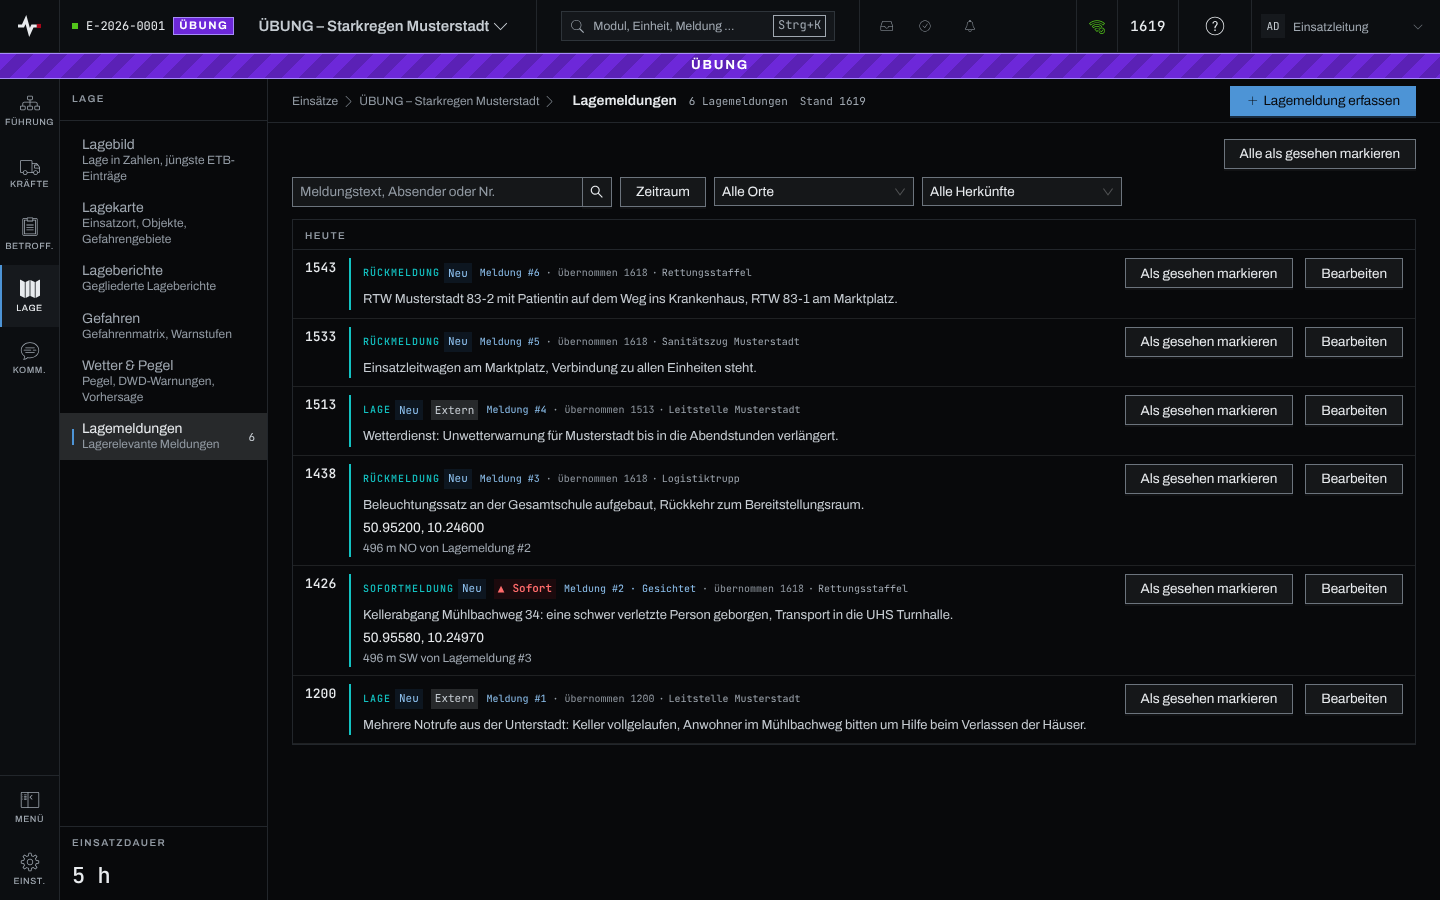 E-2026-0001 ÜBUNG ÜBUNG – Starkregen Musterstadt Modul, Einheit, Meldung ... Strg+K 1619 ? AD Einsatzleitung
ÜBUNG
FÜHRUNG
KRÄFTE
BETROFF.
LAGE
KOMM.
MENÜ
EINST.
LAGE
Lagebild
Lage in Zahlen, jüngste ETB-
Einträge
Lagekarte
Einsatzort, Objekte,
Gefahrengebiete
Lageberichte
Gegliederte Lageberichte
Gefahren
Gefahrenmatrix, Warnstufen
Wetter & Pegel
Pegel, DWD-Warnungen,
Vorhersage
Lagemeldungen
Lagerelevante Meldungen 6
EINSATZDAUER
5 h
Einsätze ÜBUNG – Starkregen Musterstadt Lagemeldungen 6 Lagemeldungen Stand 1619 + Lagemeldung erfassen
Alle als gesehen markieren
Meldungstext, Absender oder Nr. Zeitraum Alle Orte Alle Herkünfte
HEUTE
1543 RÜCKMELDUNG Neu Meldung #6 · übernommen 1618 · Rettungsstaffel Als gesehen markieren Bearbeiten
RTW Musterstadt 83-2 mit Patientin auf dem Weg ins Krankenhaus, RTW 83-1 am Marktplatz.
1533 RÜCKMELDUNG Neu Meldung #5 · übernommen 1618 · Sanitätszug Musterstadt Als gesehen markieren Bearbeiten
Einsatzleitwagen am Marktplatz, Verbindung zu allen Einheiten steht.
1513 LAGE Neu Extern Meldung #4 · übernommen 1513 · Leitstelle Musterstadt Als gesehen markieren Bearbeiten
Wetterdienst: Unwetterwarnung für Musterstadt bis in die Abendstunden verlängert.
1438 RÜCKMELDUNG Neu Meldung #3 · übernommen 1618 · Logistiktrupp Als gesehen markieren Bearbeiten
Beleuchtungssatz an der Gesamtschule aufgebaut, Rückkehr zum Bereitstellungsraum.
50.95200, 10.24600
496 m NO von Lagemeldung #2
1426 SOFORTMELDUNG Neu ▲ Sofort Meldung #2 · Gesichtet · übernommen 1618 · Rettungsstaffel Als gesehen markieren Bearbeiten
Kellerabgang Mühlbachweg 34: eine schwer verletzte Person geborgen, Transport in die UHS Turnhalle.
50.95580, 10.24970
496 m SW von Lagemeldung #3
1200 LAGE Neu Extern Meldung #1 · übernommen 1200 · Leitstelle Musterstadt Als gesehen markieren Bearbeiten
Mehrere Notrufe aus der Unterstadt: Keller vollgelaufen, Anwohner im Mühlbachweg bitten um Hilfe beim Verlassen der Häuser.